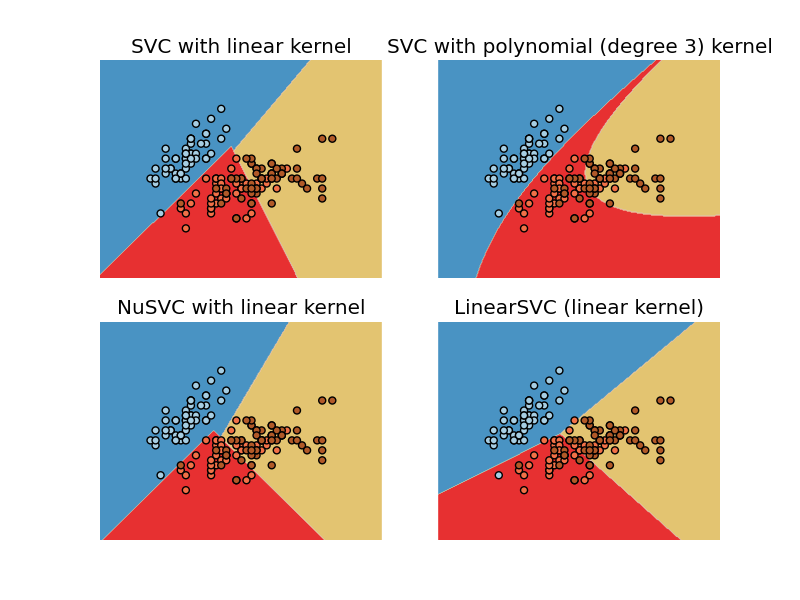 SVC with linear kernel
SVC with polynomial (degree 3) kernel
NuSVC with linear kernel
LinearSVC (linear kernel)